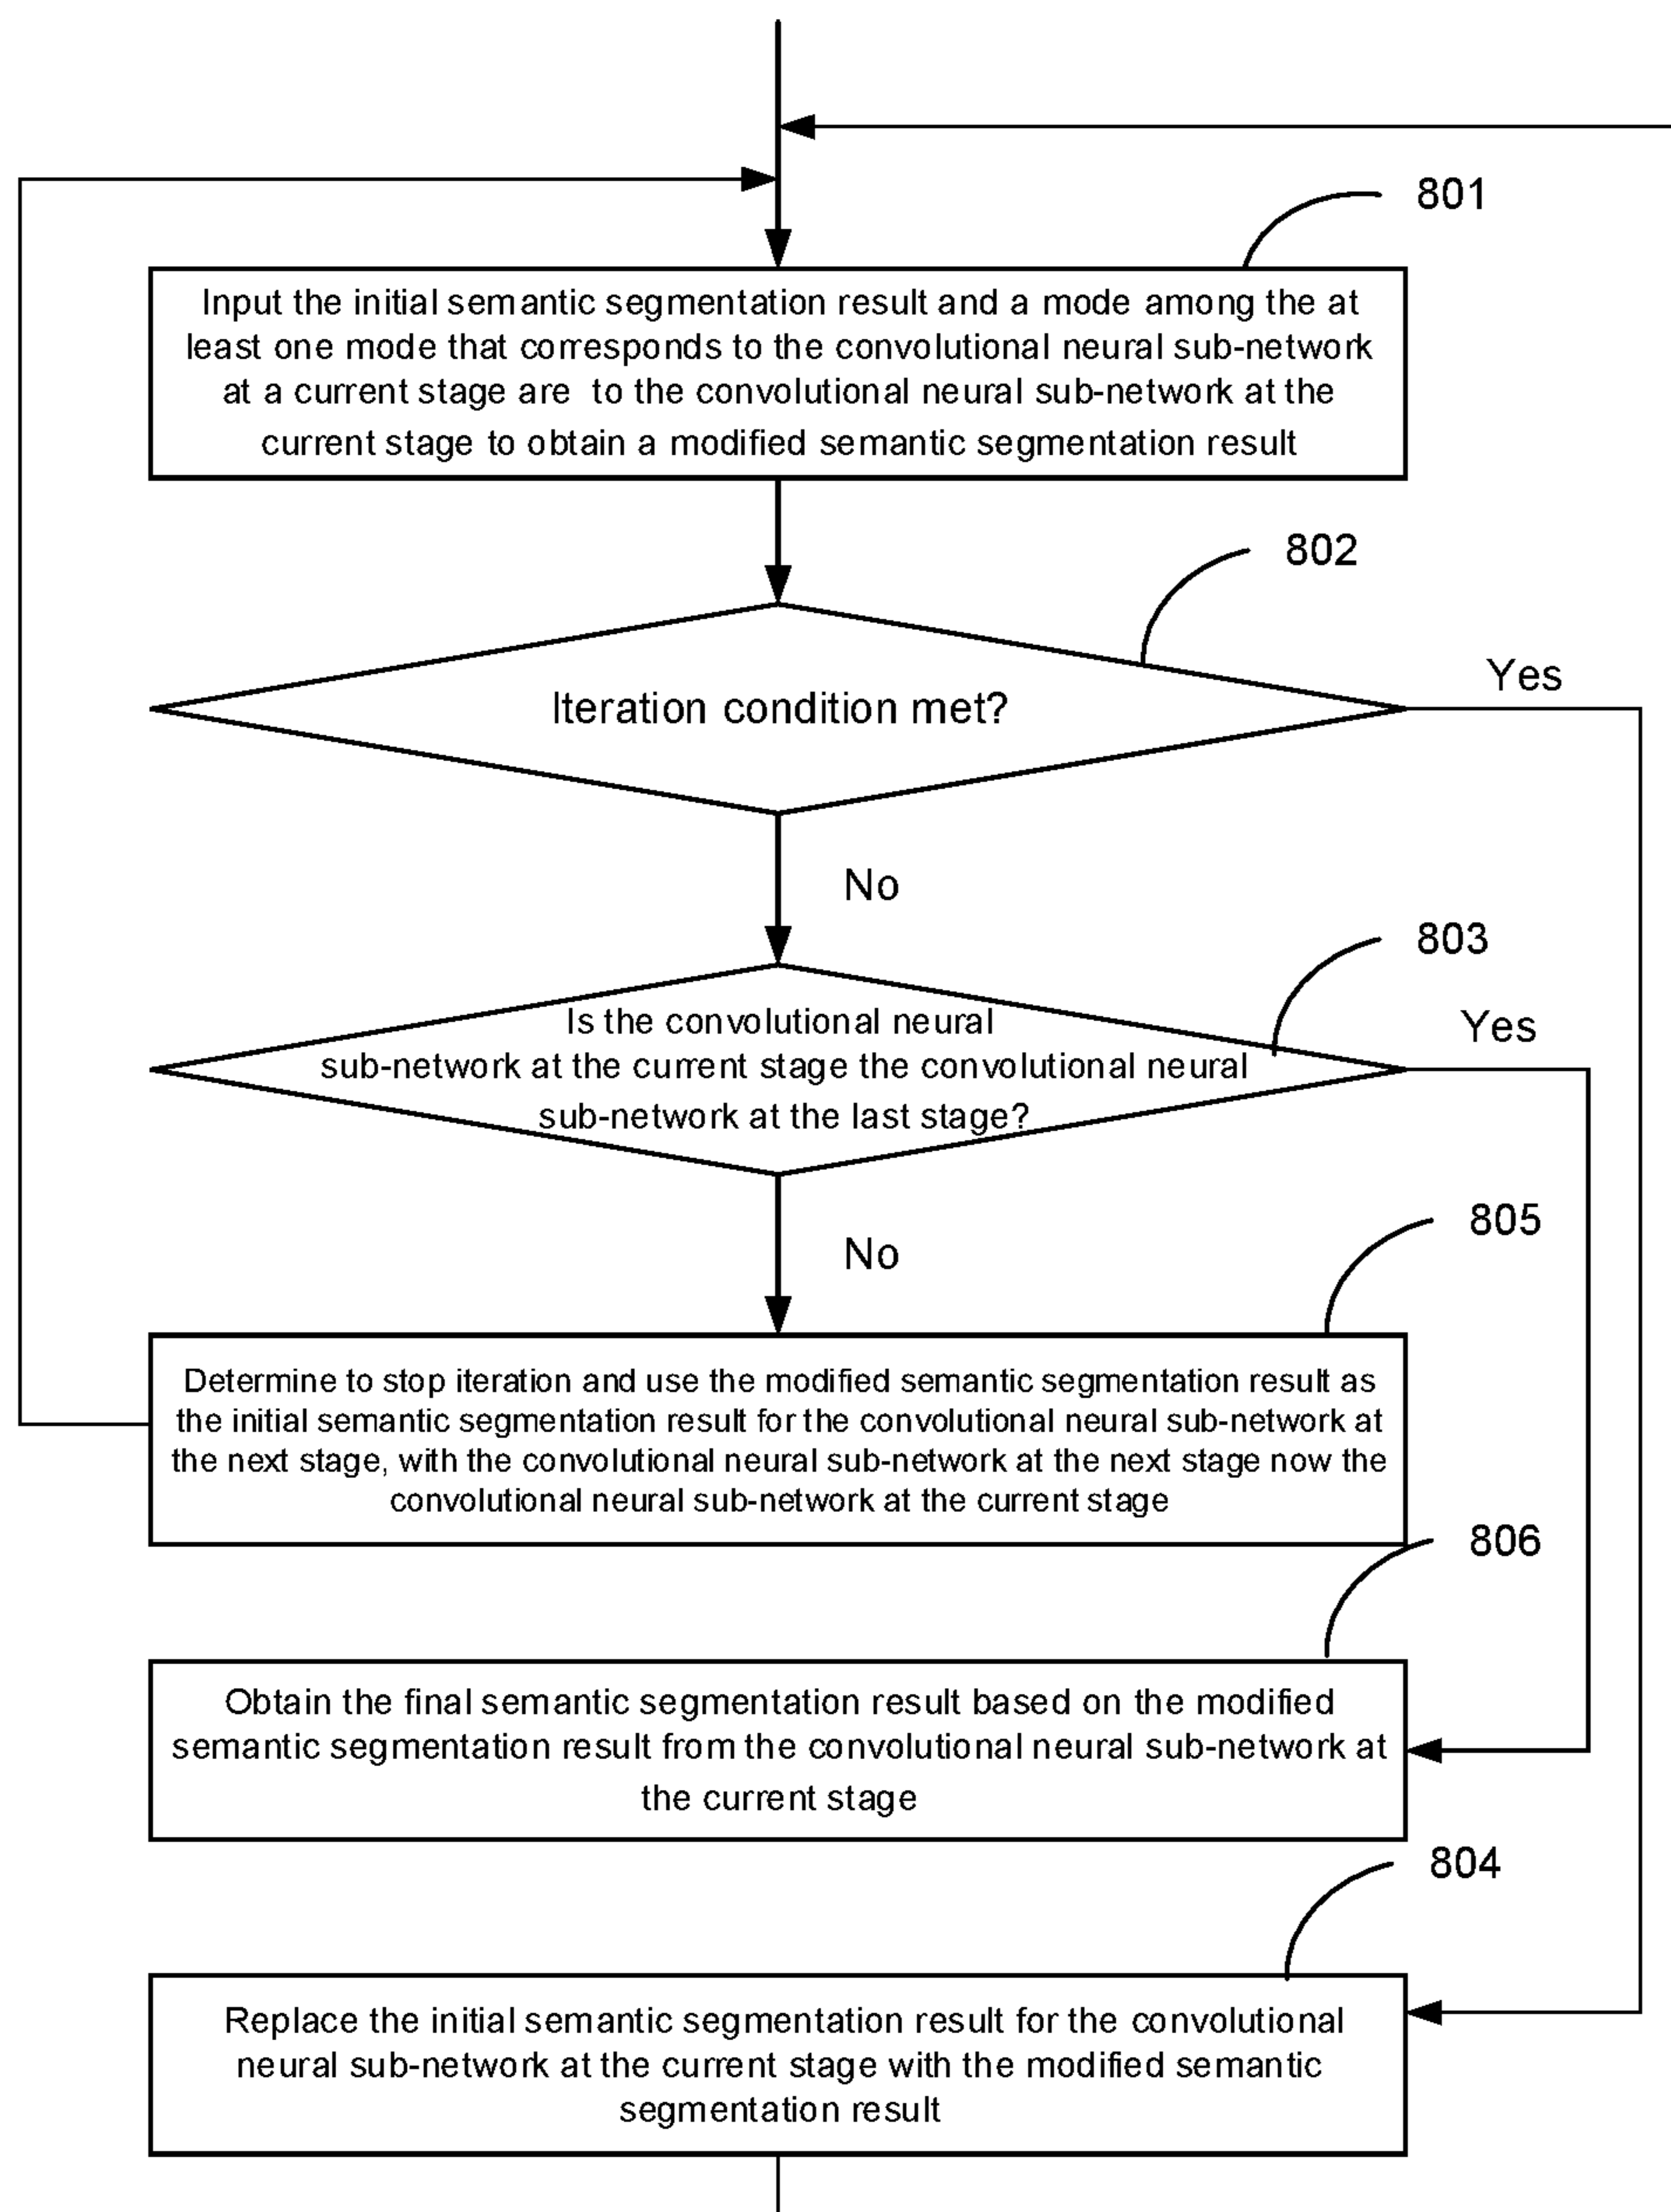 801
Input the initial semantic segmentation result and a mode among the at
least one mode that corresponds to the convolutional neural sub-network
at a current stage are to the convolutional neural sub-network at the
current stage to obtain a modified semantic segmentation result
802
Yes
Iteration condition met?
No
803
Is the convolutional neural
Yes
sub-network at the current stage the convolutional neural
sub-network at the last stage?
805
No
Determine to stop iteration and use the modified semantic segmentation result as
the initial semantic segmentation result for the convolutional neural sub-network at
the next stage, with the convolutional neural sub-network at the next stage now the
convolutional neural sub-network at the current stage
806
Obtain the final semantic segmentation result based on the modified
semantic segmentation result from the convolutional neural sub-network at
the current stage
804
Replace the initial semantic segmentation result for the convolutional
neural sub-network at the current stage with the modified semantic
segmentation result